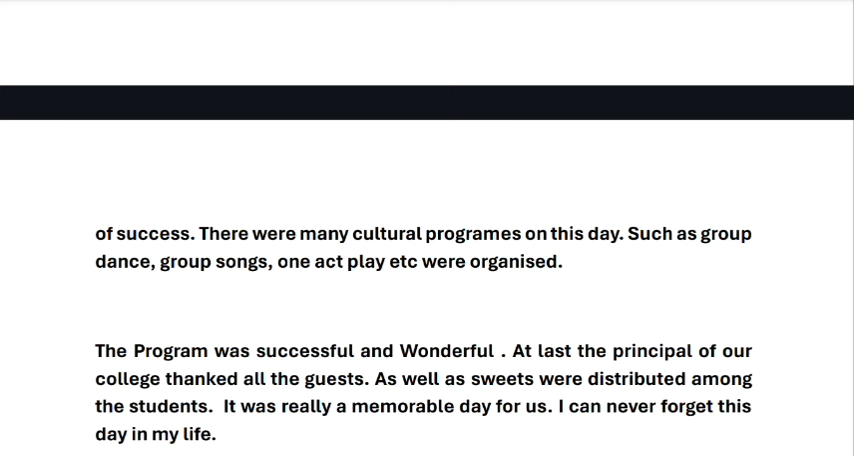 of success. There were many cultural programes on this day. Such as group
dance, group songs, one act play etc were organised.
The Program was successful and Wonderful . At last the principal of our
college thanked all the guests. As well as sweets were distributed among
the students.  It was really a memorable day for us. I can never forget this
day in my life.